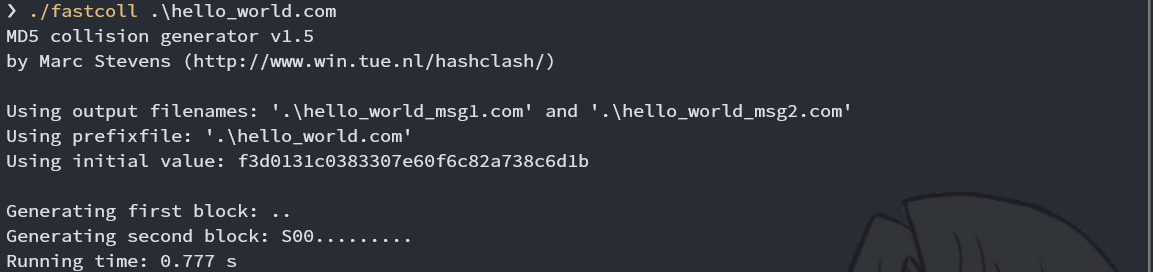 ❯ ./fastcoll .\hello_world.com
MD5 collision generator v1.5
by Marc Stevens (http://www.win.tue.nl/hashclash/)
Using output filenames: '.\hello_world_msg1.com' and '.\hello_world_msg2.com'
Using prefixfile: '.\hello_world.com'
Using initial value: f3d0131c0383307e60f6c82a738c6d1b
Generating first block: ..
Generating second block: S00.........
Running time: 0.777 s